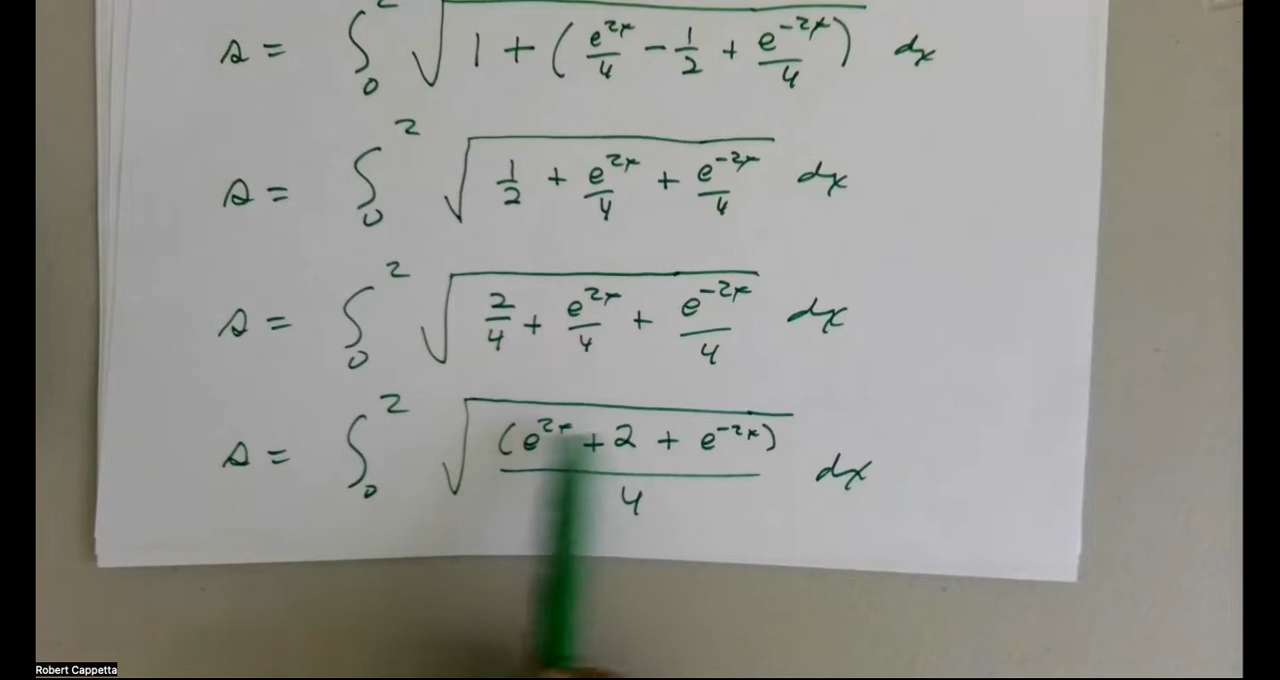 s = ∫₀² √(1 + (e^{2x}/4 - 1/2 + e^{-2x}/4)) dx
s = ∫₀² √(1/2 + e^{2x}/4 + e^{-2x}/4) dx
s = ∫₀² √(2/4 + e^{2x}/4 + e^{-2x}/4) dx
s = ∫₀² √((e^{2x} + 2 + e^{-2x})/4) dx
Robert Cappetta